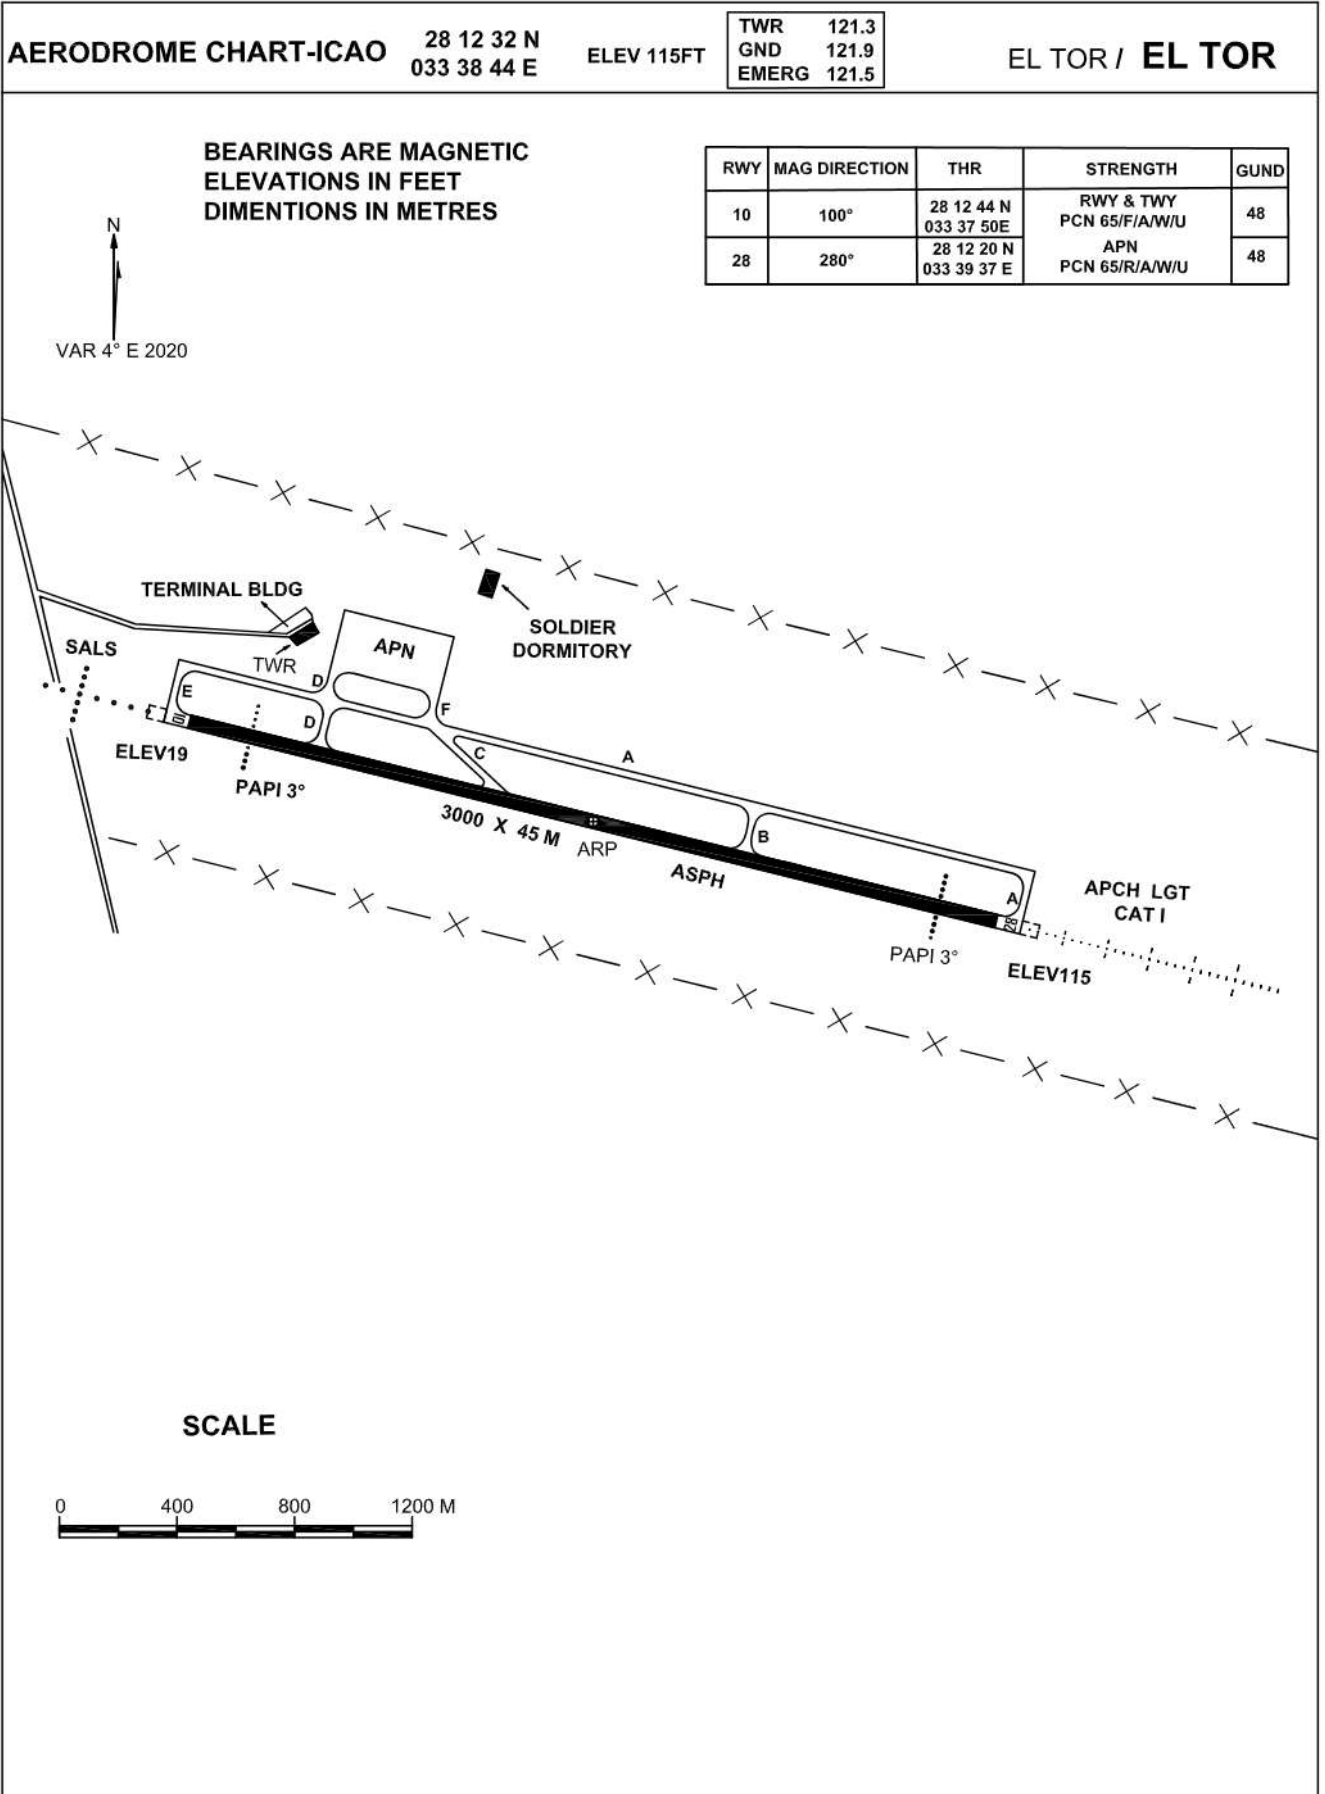 AERODROME CHART-ICAO
28 12 32 N
033 38 44 E
ELEV 115FT
TWR 121.3
GND 121.9
EMERG 121.5
EL TOR / EL TOR
BEARINGS ARE MAGNETIC
ELEVATIONS IN FEET
DIMENTIONS IN METRES
RWY MAG DIRECTION THR STRENGTH GUND
10 100° 28 12 44 N 033 37 50E RWY & TWY PCN 65/F/A/W/U 48
28 280° 28 12 20 N 033 39 37 E APN PCN 65/R/A/W/U 48
N
VAR 4° E 2020
TERMINAL BLDG
SOLDIER
DORMITORY
SALS
TWR
APN
D
E
D
F
C
A
10
ELEV19
PAPI 3°
3000 X 45 M
ARP
B
ASPH
A
28
APCH LGT
CAT I
PAPI 3°
ELEV115
SCALE
0 400 800 1200 M